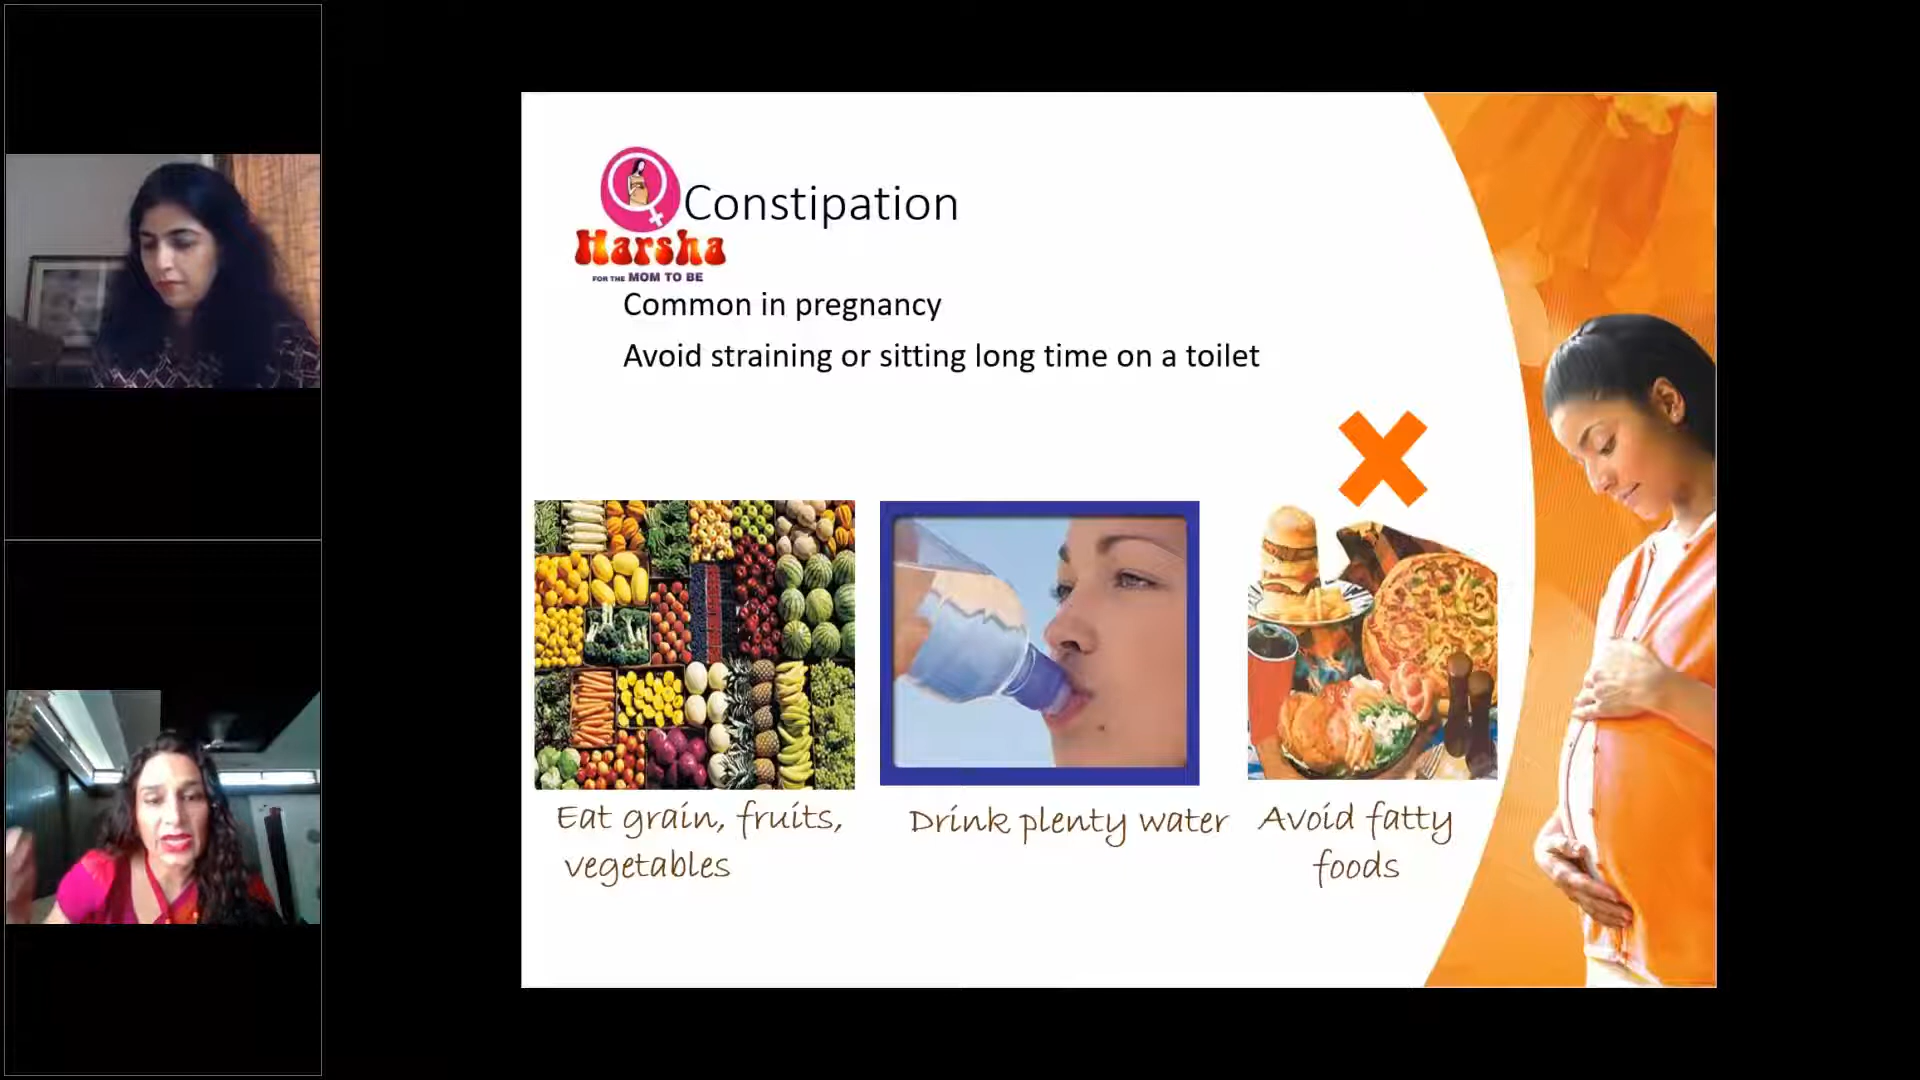 Constipation
Harsha
FOR THE MOM TO BE
Common in pregnancy
Avoid straining or sitting long time on a toilet
Eat grain, fruits,
vegetables
Drink plenty water
Avoid fatty
foods